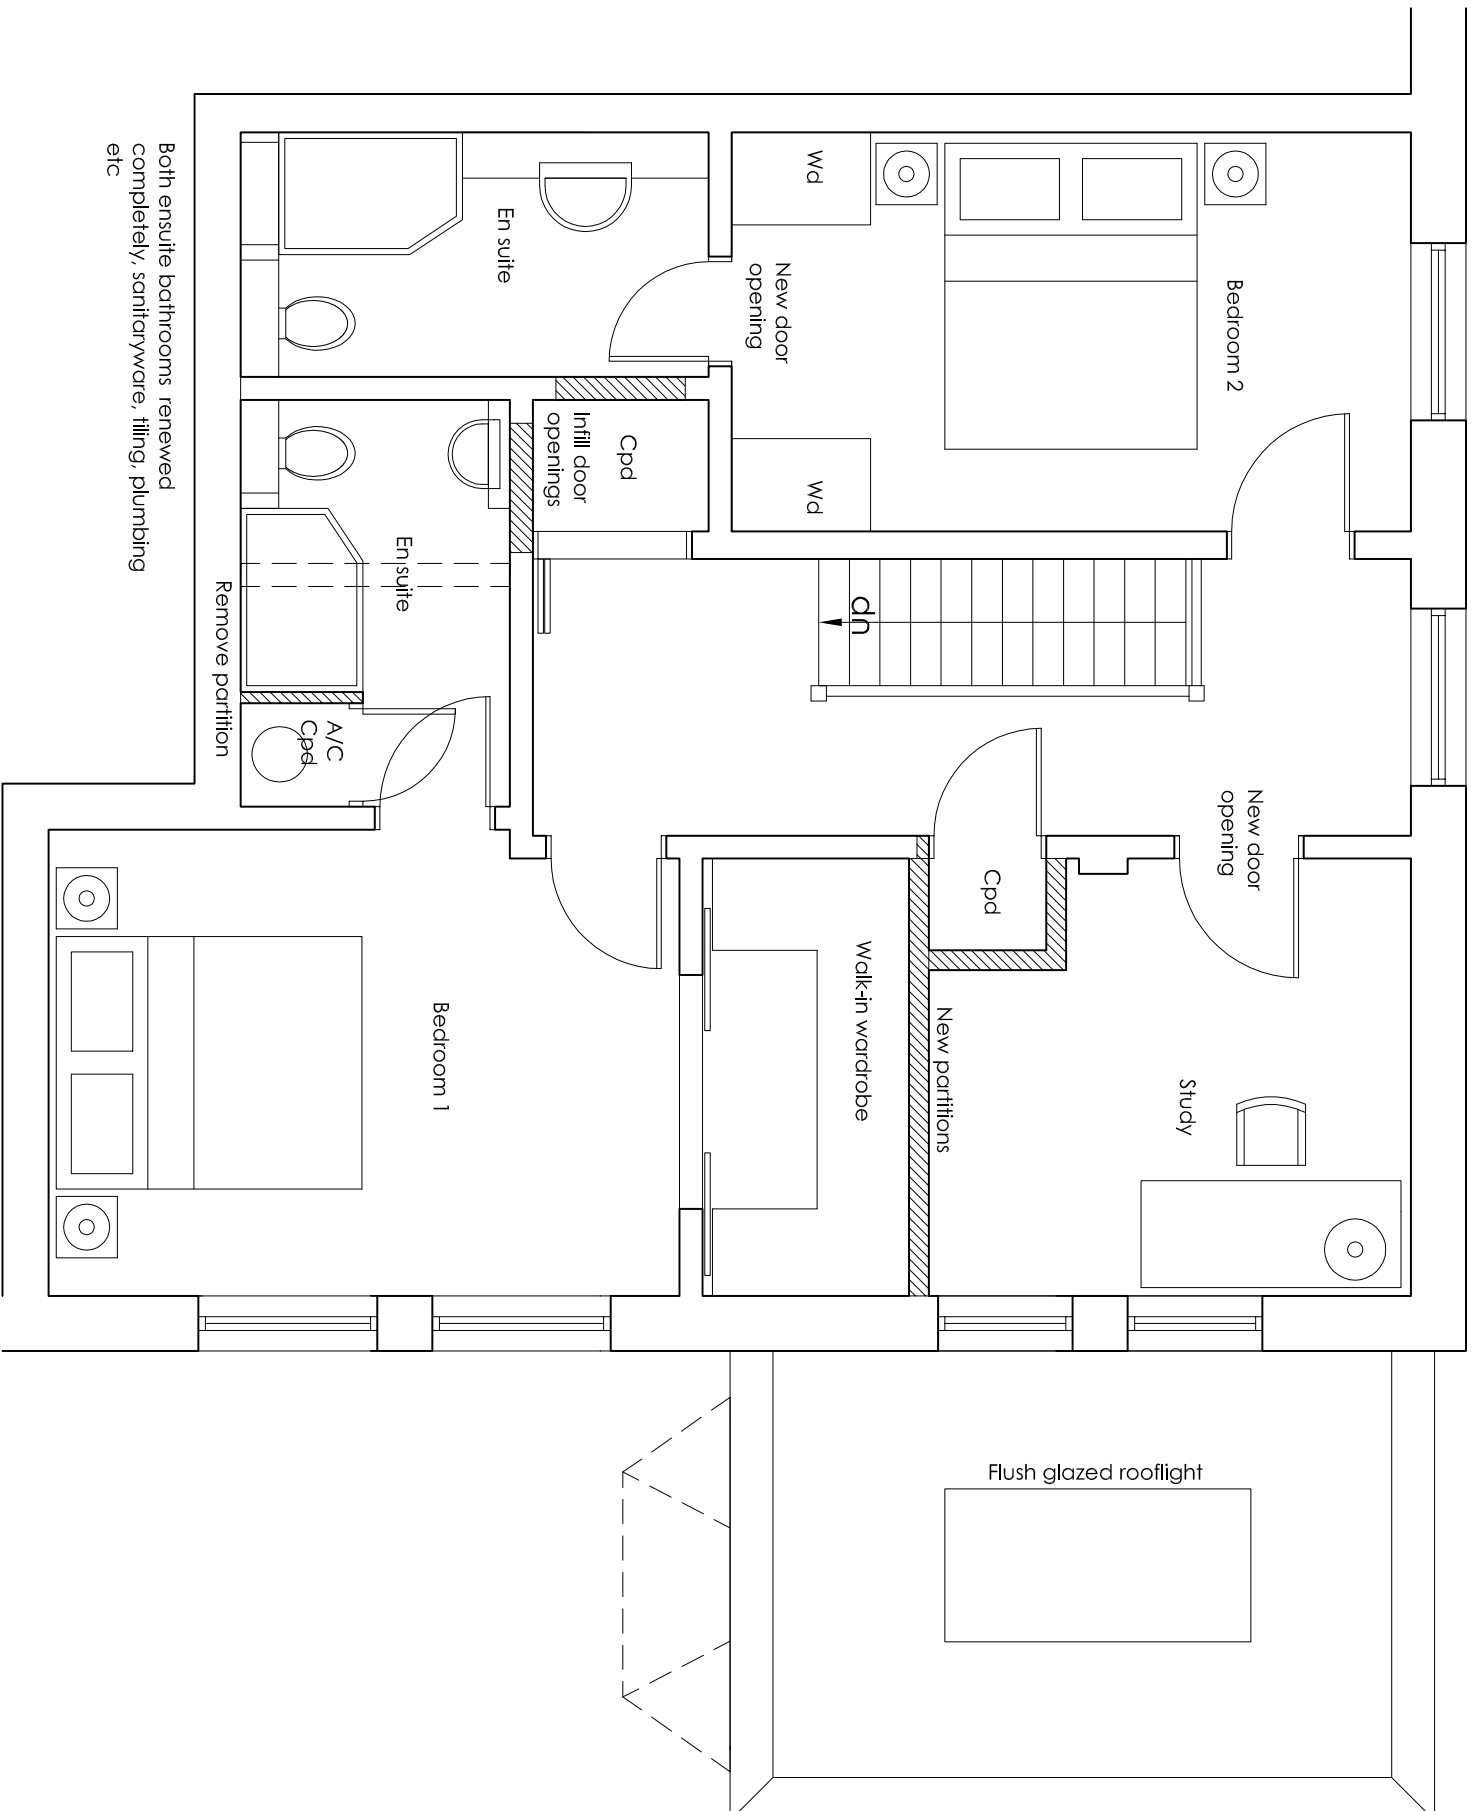 Both ensuite bathrooms renewed
completely, sanitaryware, tiling, plumbing
etc
Wd
En suite
New door
opening
Bedroom 2
Wd
Cpd
Infill door
openings
En suite
Remove partition
A/C
Cpd
dn
New door
opening
Cpd
Walk-in wardrobe
New partitions
Study
Bedroom 1
Flush glazed rooflight